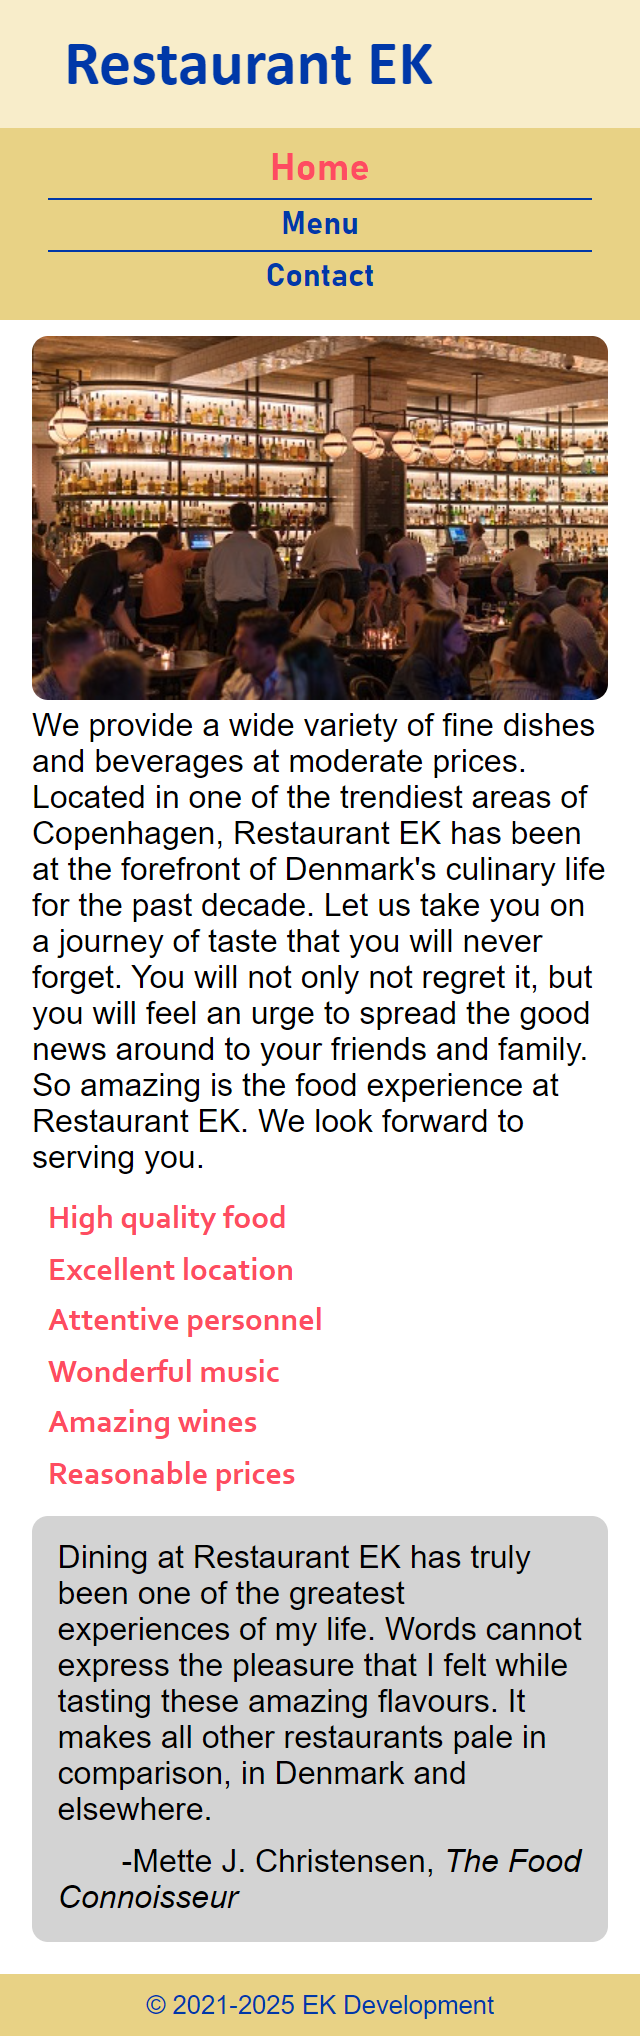 Restaurant EK
Home
Menu
Contact
We provide a wide variety of fine dishes
and beverages at moderate prices.
Located in one of the trendiest areas of
Copenhagen, Restaurant EK has been
at the forefront of Denmark's culinary life
for the past decade. Let us take you on
a journey of taste that you will never
forget. You will not only not regret it, but
you will feel an urge to spread the good
news around to your friends and family.
So amazing is the food experience at
Restaurant EK. We look forward to
serving you.
High quality food
Excellent location
Attentive personnel
Wonderful music
Amazing wines
Reasonable prices
Dining at Restaurant EK has truly
been one of the greatest
experiences of my life. Words cannot
express the pleasure that I felt while
tasting these amazing flavours. It
makes all other restaurants pale in
comparison, in Denmark and
elsewhere.
-Mette J. Christensen, The Food
Connoisseur
© 2021-2025 EK Development